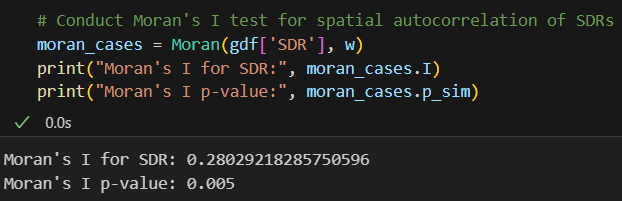 # Conduct Moran's I test for spatial autocorrelation of SDRs
moran_cases = Moran(gdf['SDR'], w)
print("Moran's I for SDR:", moran_cases.I)
print("Moran's I p-value:", moran_cases.p_sim)
✓ 0.0s
Moran's I for SDR: 0.28029218285750596
Moran's I p-value: 0.005